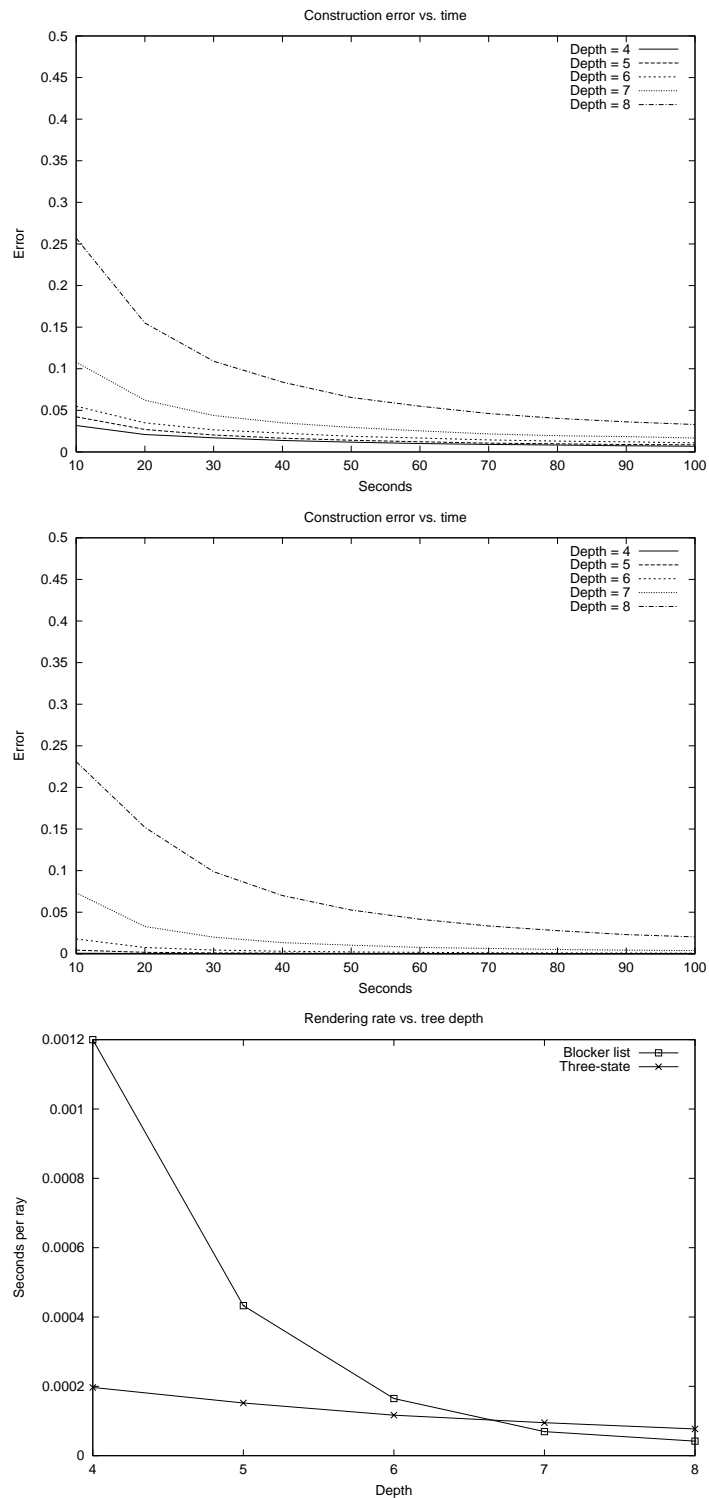 Construction error vs. time
0.5
0.45
0.4
0.35
0.3
0.25
0.2
0.15
0.1
0.05
0
Error
Depth = 4
Depth = 5
Depth = 6
Depth = 7
Depth = 8
10 20 30 40 50 60 70 80 90 100
Seconds
Construction error vs. time
0.5
0.45
0.4
0.35
0.3
0.25
0.2
0.15
0.1
0.05
0
Error
Depth = 4
Depth = 5
Depth = 6
Depth = 7
Depth = 8
10 20 30 40 50 60 70 80 90 100
Seconds
Rendering rate vs. tree depth
0.0012
0.001
0.0008
0.0006
0.0004
0.0002
0
Seconds per ray
Blocker list
Three-state
4 5 6 7 8
Depth